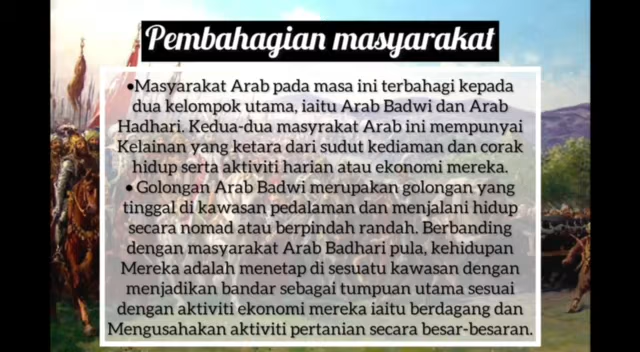 Pembahagian masyarakat
•Masyarakat Arab pada masa ini terbahagi kepada
dua kelompok utama, iaitu Arab Badwi dan Arab
Hadhari. Kedua-dua masyrakat Arab ini mempunyai
Kelainan yang ketara dari sudut kediaman dan corak
hidup serta aktiviti harian atau ekonomi mereka.
• Golongan Arab Badwi merupakan golongan yang
tinggal di kawasan pedalaman dan menjalani hidup
secara nomad atau berpindah randah. Berbanding
dengan masyarakat Arab Badhari pula, kehidupan
Mereka adalah menetap di sesuatu kawasan dengan
menjadikan bandar sebagai tumpuan utama sesuai
dengan aktiviti ekonomi mereka iaitu berdagang dan
Mengusahakan aktiviti pertanian secara besar-besaran.